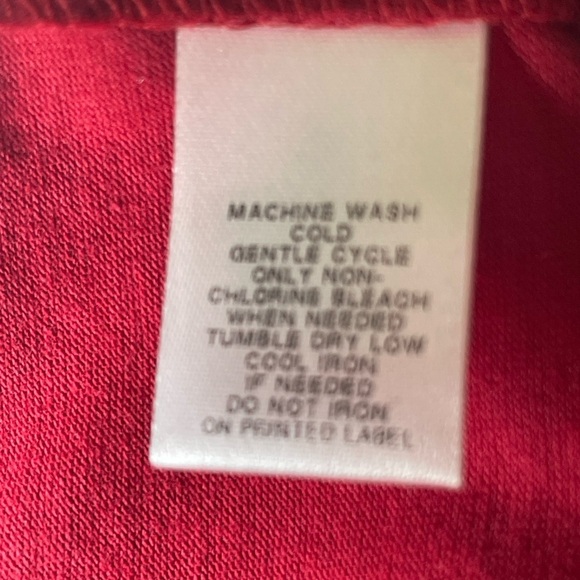 MACHINE WASH
COLD
GENTLE CYCLE
ONLY NON-
CHLORINE BLEACH
WHEN NEEDED
TUMBLE DRY LOW
COOL IRON
IF NEEDED
DO NOT IRON
ON PRINTED LABEL